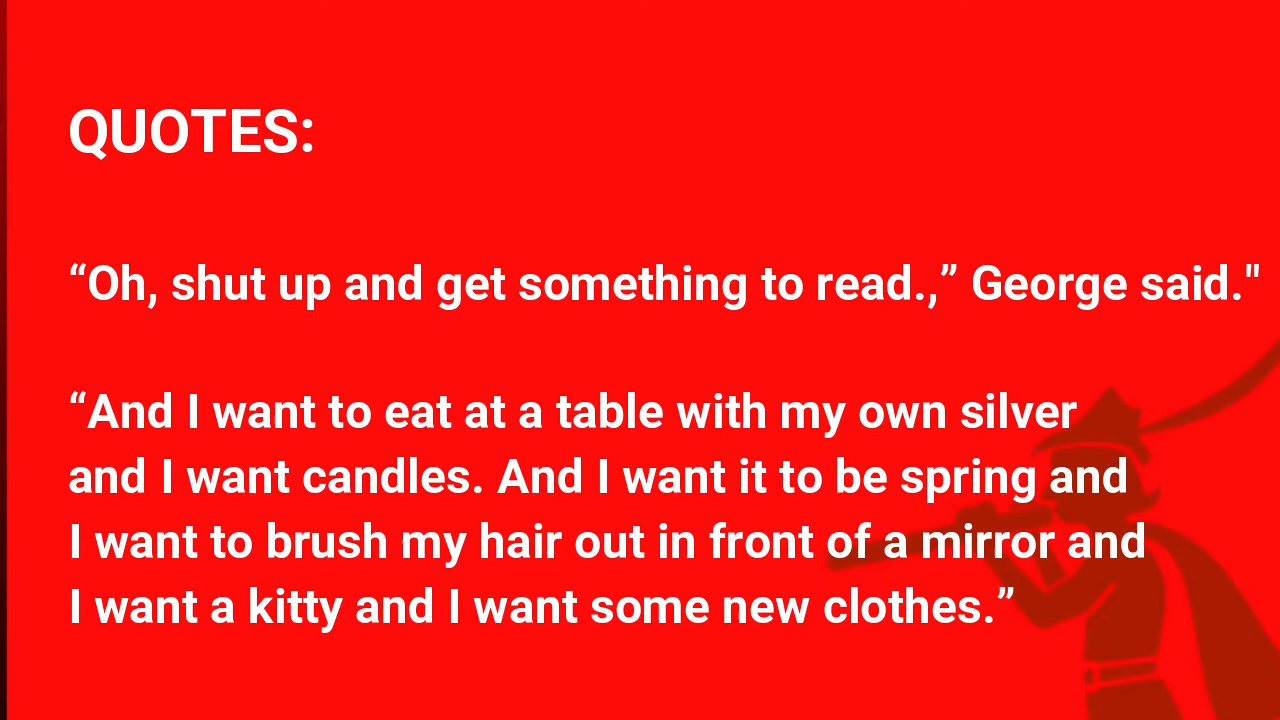 QUOTES:
“Oh, shut up and get something to read.,” George said."
“And I want to eat at a table with my own silver
and I want candles. And I want it to be spring and
I want to brush my hair out in front of a mirror and
I want a kitty and I want some new clothes.”